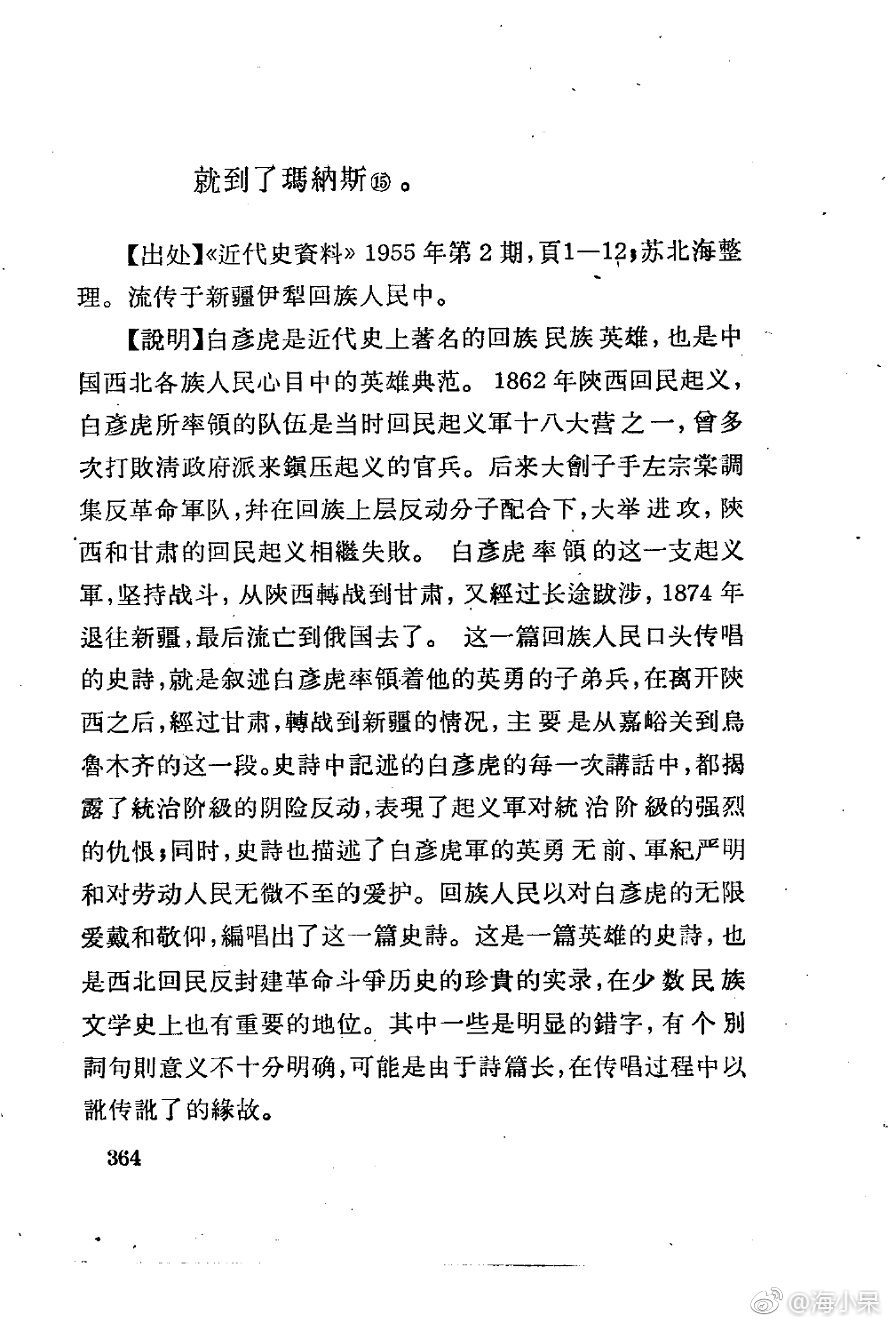 就到了瑪納斯⑮。
【出处】《近代史資料》1955年第2期，頁1—12；苏北海整
理。流传于新疆伊犁回族人民中。
【說明】白彥虎是近代史上著名的回族民族英雄，也是中
国西北各族人民心目中的英雄典范。1862年陝西回民起义，
白彥虎所率領的队伍是当时回民起义軍十八大营之一，曾多
次打敗清政府派来鎭压起义的官兵。后来大劊子手左宗棠調
集反革命軍队，幷在回族上层反动分子配合下，大举进攻，陝
西和甘肃的回民起义相繼失敗。白彥虎率領的这一支起义
軍，坚持战斗，从陝西轉战到甘肃，又經过长途跋涉，1874年
退往新疆，最后流亡到俄国去了。这一篇回族人民口头传唱
的史詩，就是叙述白彥虎率領着他的英勇的子弟兵，在离开陝
西之后，經过甘肃，轉战到新疆的情况，主要是从嘉峪关到烏
魯木齐的这一段。史詩中記述的白彥虎的每一次講話中，都揭
露了統治阶級的阴险反动，表現了起义軍对統治阶級的强烈
的仇恨；同时，史詩也描述了白彥虎軍的英勇无前、軍紀严明
和对劳动人民无微不至的爱护。回族人民以对白彥虎的无限
爱戴和敬仰，編唱出了这一篇史詩。这是一篇英雄的史詩，也
是西北回民反封建革命斗爭历史的珍貴的实录，在少数民族
文学史上也有重要的地位。其中一些是明显的錯字，有个別
詞句則意义不十分明确，可能是由于詩篇长，在传唱过程中以
訛传訛了的緣故。
364
@海小呆